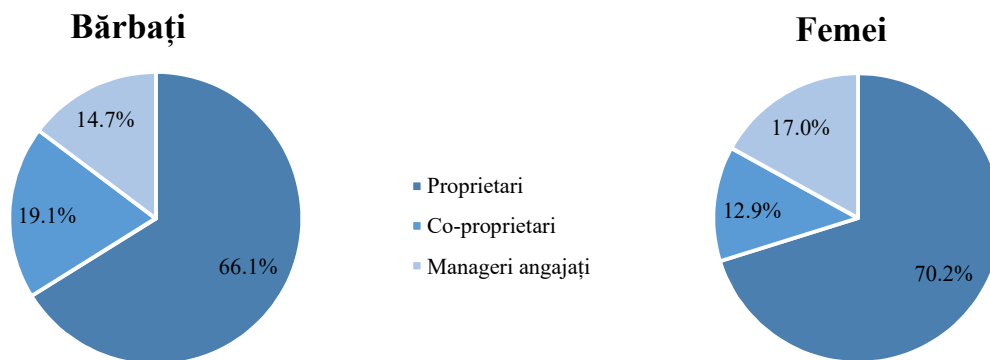 Bărbați
14.7%
19.1%
66.1%
Proprietari
Co-proprietari
Manageri angajați
Femei
17.0%
12.9%
70.2%